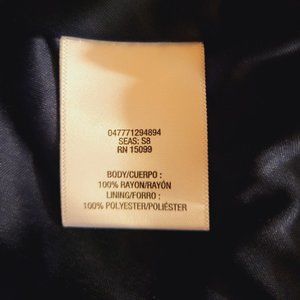 047771294894
SEAS: S8
RN 15099
BODY/CUERPO :
100% RAYON/RAYÓN
LINING/FORRO :
100% POLYESTER/POLIÉSTER